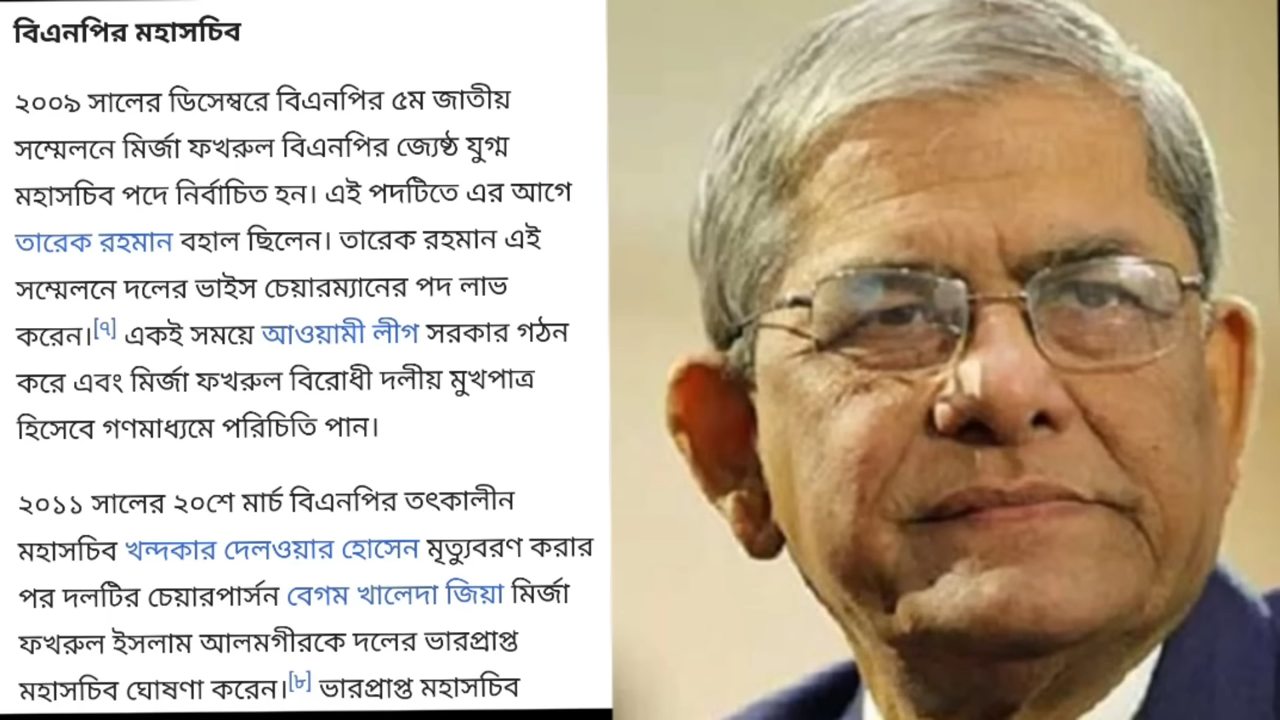 বিএনপির মহাসচিব
২০০৯ সালের ডিসেম্বরে বিএনপির ৫ম জাতীয়
সম্মেলনে মির্জা ফখরুল বিএনপির জ্যেষ্ঠ যুগ্ম
মহাসচিব পদে নির্বাচিত হন। এই পদটিতে এর আগে
তারেক রহমান বহাল ছিলেন। তারেক রহমান এই
সম্মেলনে দলের ভাইস চেয়ারম্যানের পদ লাভ
করেন।[৭] একই সময়ে আওয়ামী লীগ সরকার গঠন
করে এবং মির্জা ফখরুল বিরোধী দলীয় মুখপাত্র
হিসেবে গণমাধ্যমে পরিচিতি পান।
২০১১ সালের ২০শে মার্চ বিএনপির তৎকালীন
মহাসচিব খন্দকার দেলওয়ার হোসেন মৃত্যুবরণ করার
পর দলটির চেয়ারপার্সন বেগম খালেদা জিয়া মির্জা
ফখরুল ইসলাম আলমগীরকে দলের ভারপ্রাপ্ত
মহাসচিব ঘোষণা করেন।[৮] ভারপ্রাপ্ত মহাসচিব